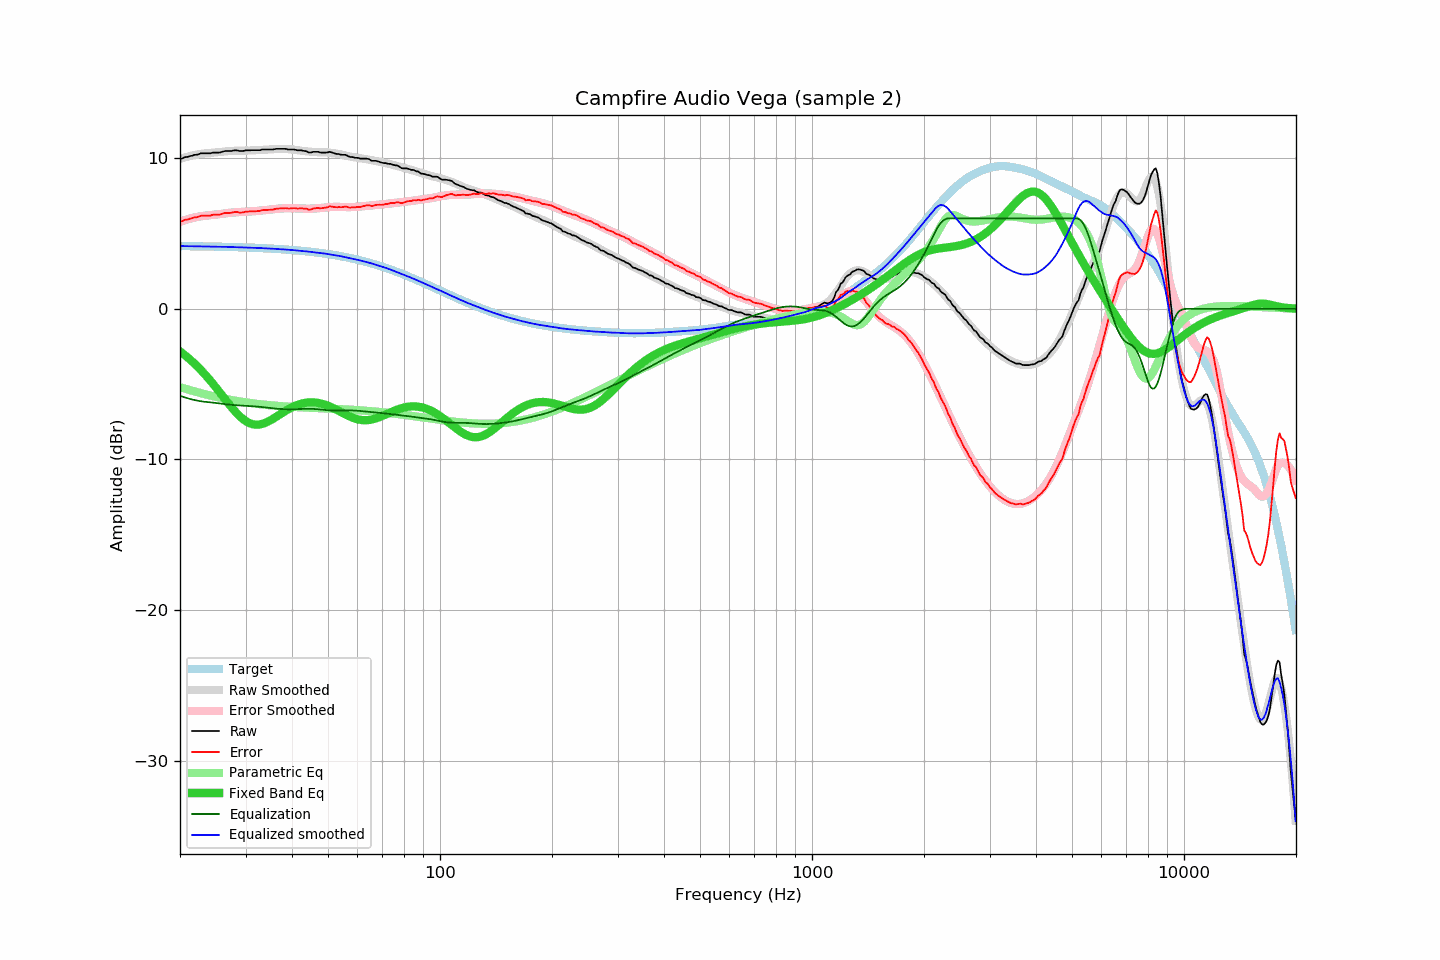 Campfire Audio Vega (sample 2)
10
0
−10
−20
−30
Amplitude (dBr)
Target
Raw Smoothed
Error Smoothed
Raw
Error
Parametric Eq
Fixed Band Eq
Equalization
Equalized smoothed
100
1000
10000
Frequency (Hz)